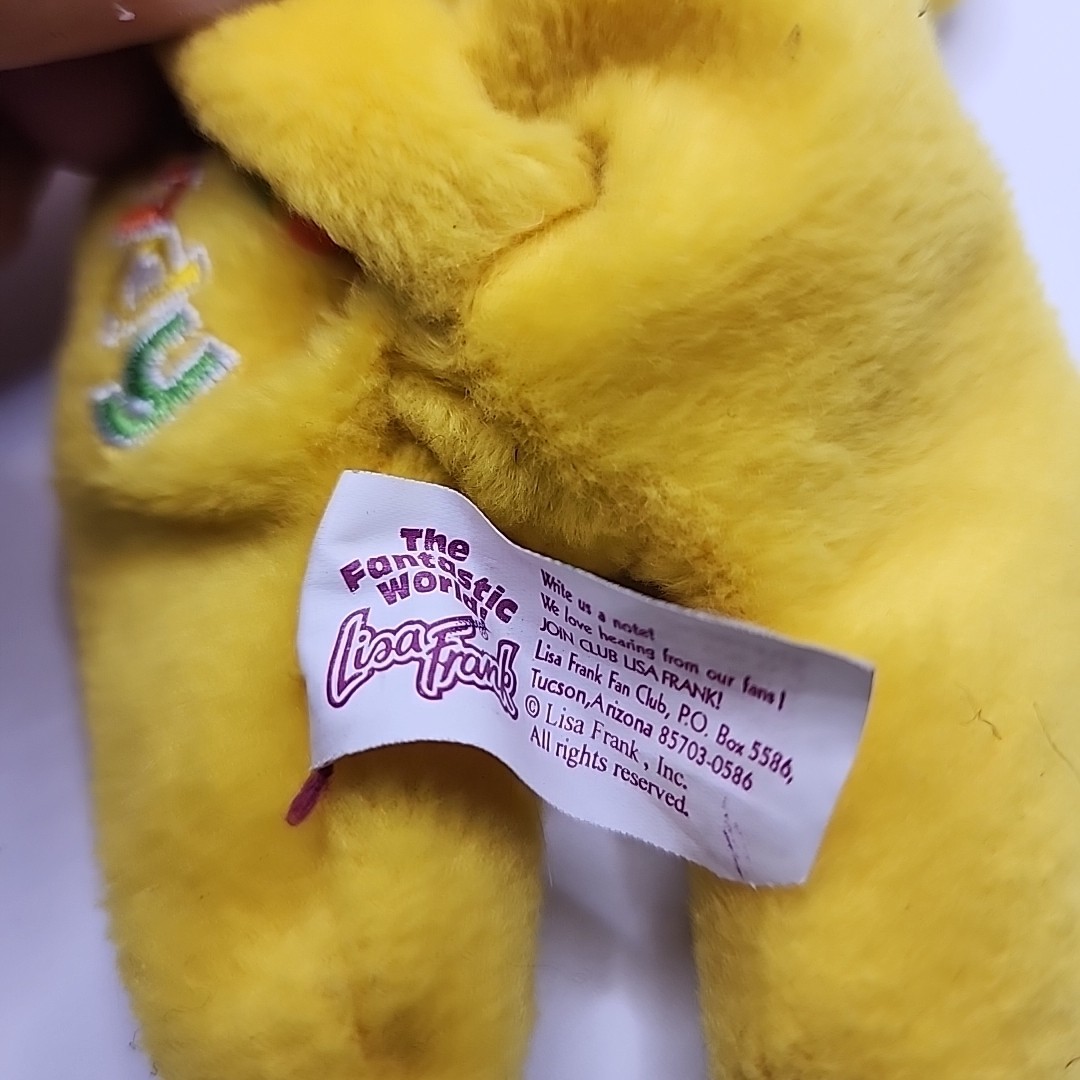 The
Fantastic
World!
Lisa Frank
Write us a note!
We love hearing from our fans!
JOIN CLUB LISA FRANK!
Lisa Frank Fan Club, P.O. Box 5586,
Tucson,Arizona 85703-0586
© Lisa Frank , Inc.
All rights reserved.